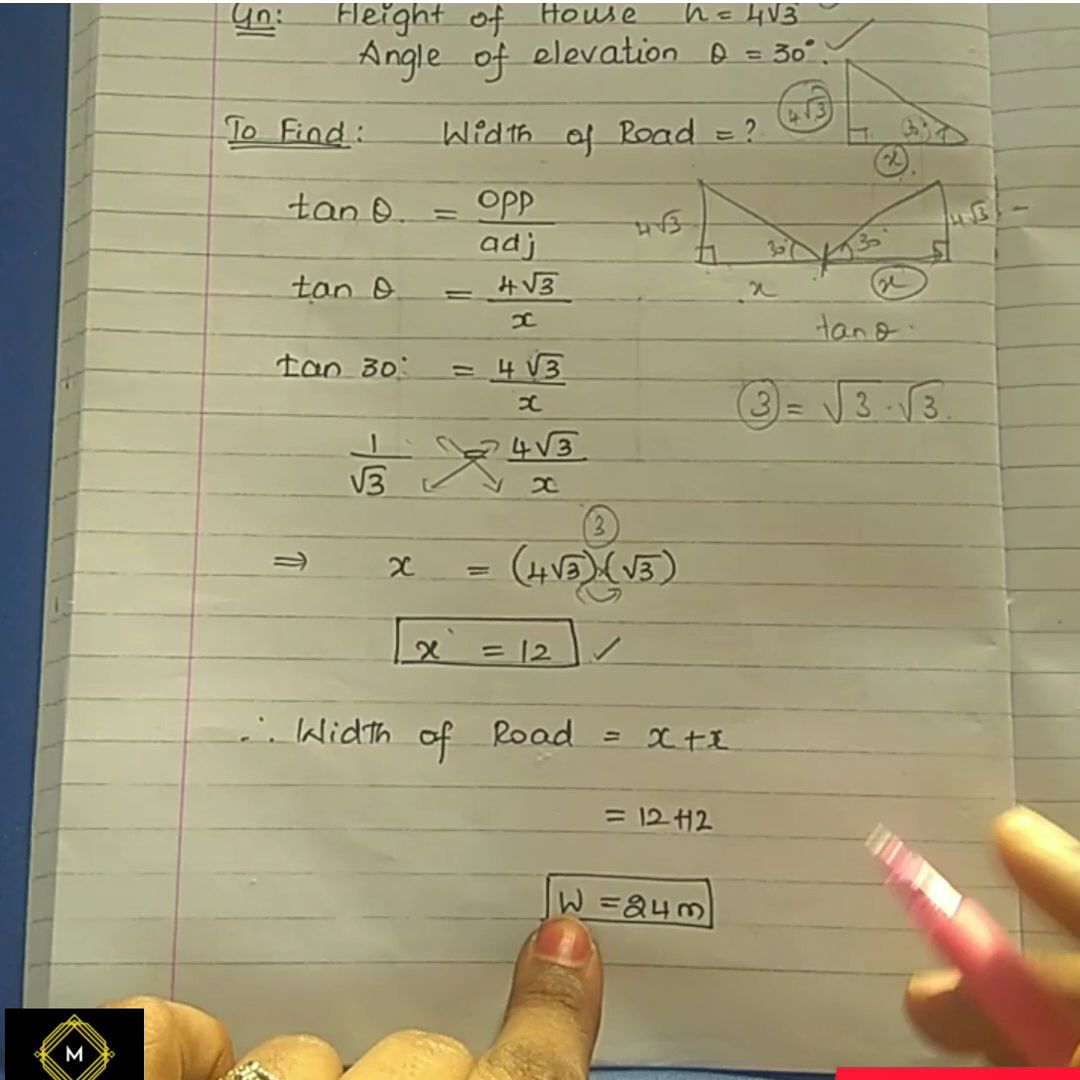 Gn: Height of House h = 4√3
Angle of elevation θ = 30°.
To Find: Width of Road = ?
4√3
30°
x
tan θ = opp/adj
4√3 30° 30° 4√3
x x
tan θ = 4√3/x
tan θ
tan 30° = 4√3/x
3 = √3 . √3.
1/√3 = 4√3/x
3
⇒ x = (4√3) × (√3)
x = 12 ✓
∴ Width of Road = x + x
= 12 + 12
W = 24 m
M